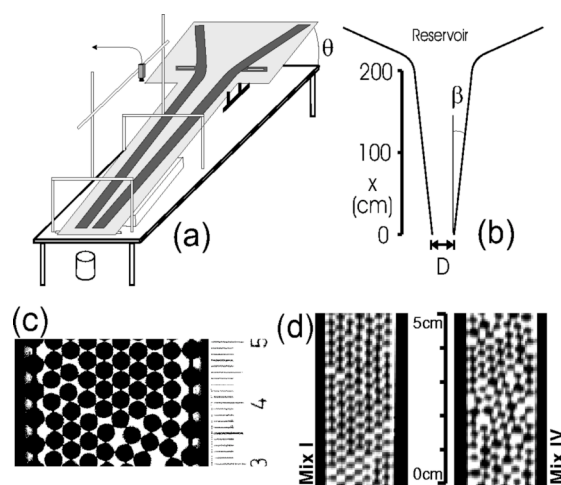 θ
(a)
Reservoir
200
β
100
x
(cm)
0
D
(b)
(c)
5
4
3
(d)
5cm
0cm
Mix I
Mix IV